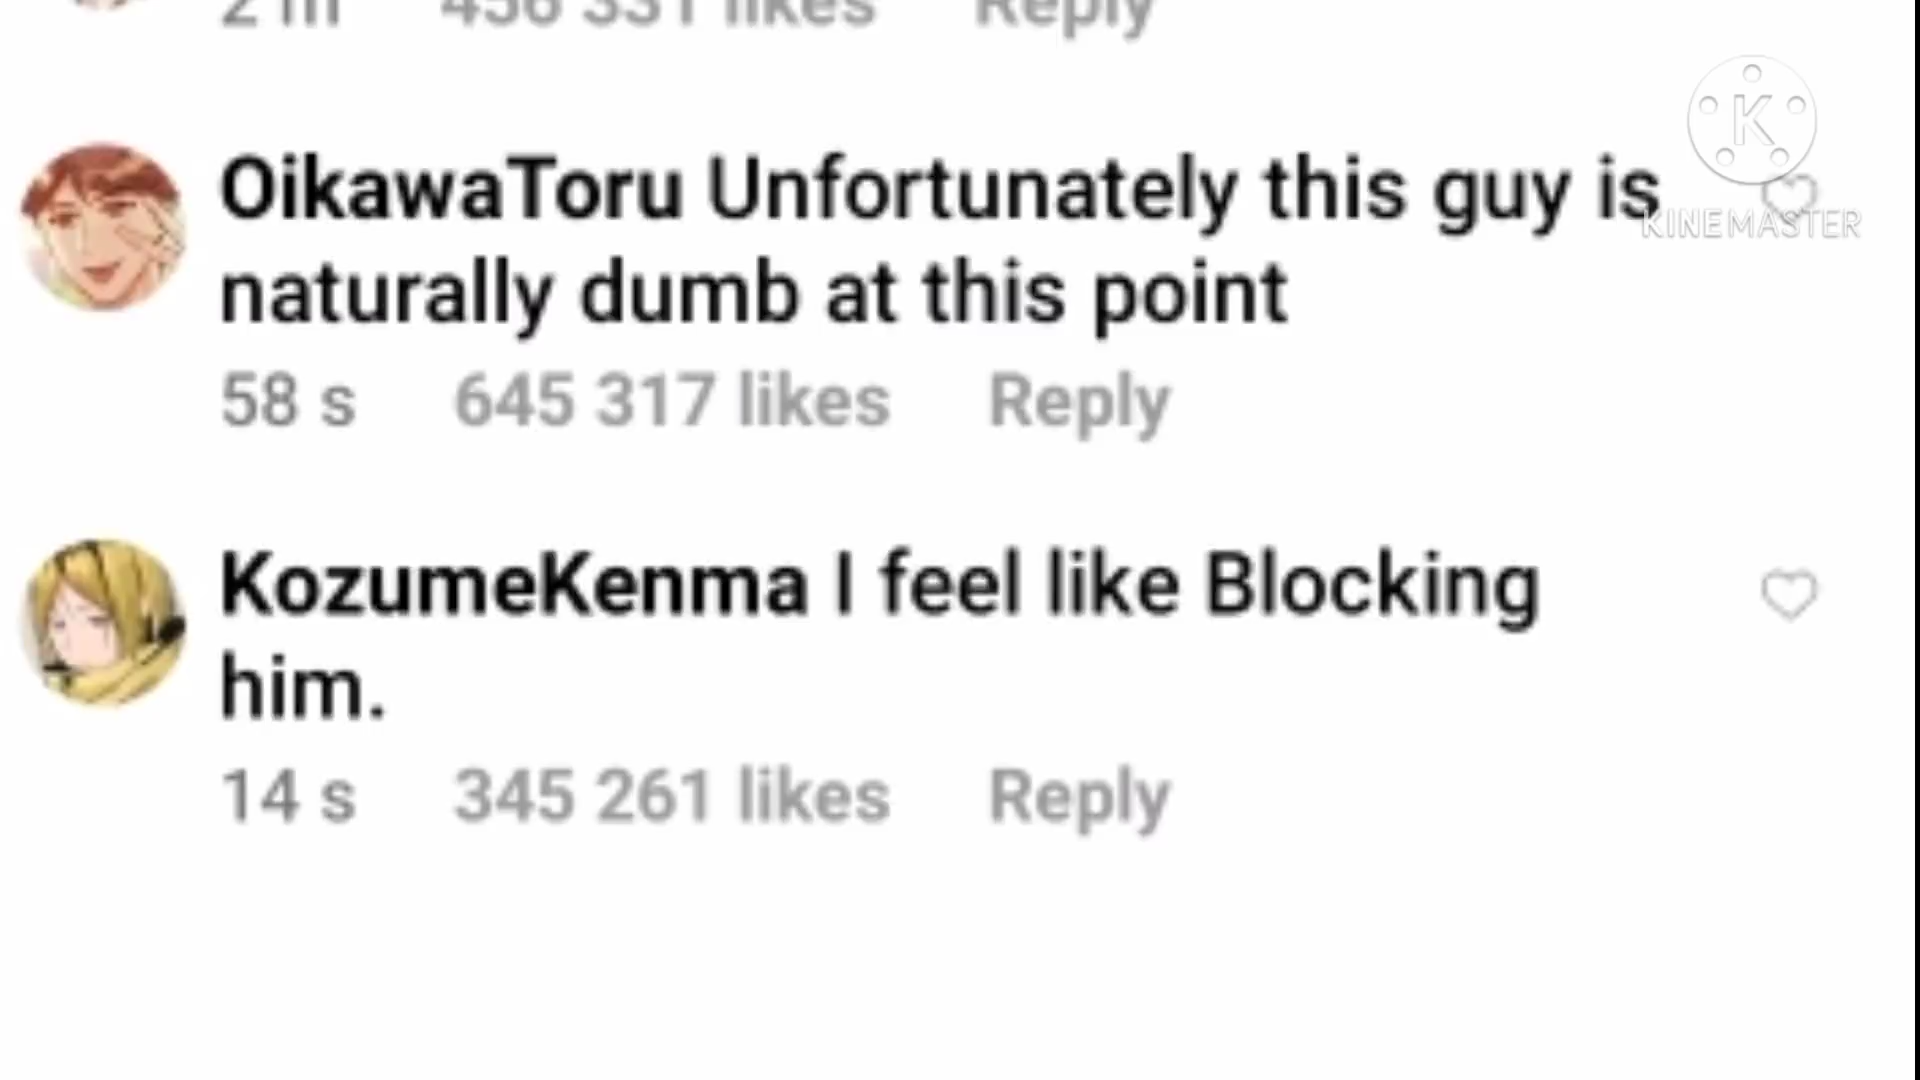 2 m 456 331 likes Reply
OikawaToru Unfortunately this guy is
naturally dumb at this point
58 s 645 317 likes Reply
KozumeKenma I feel like Blocking
him.
14 s 345 261 likes Reply
K
KINEMASTER